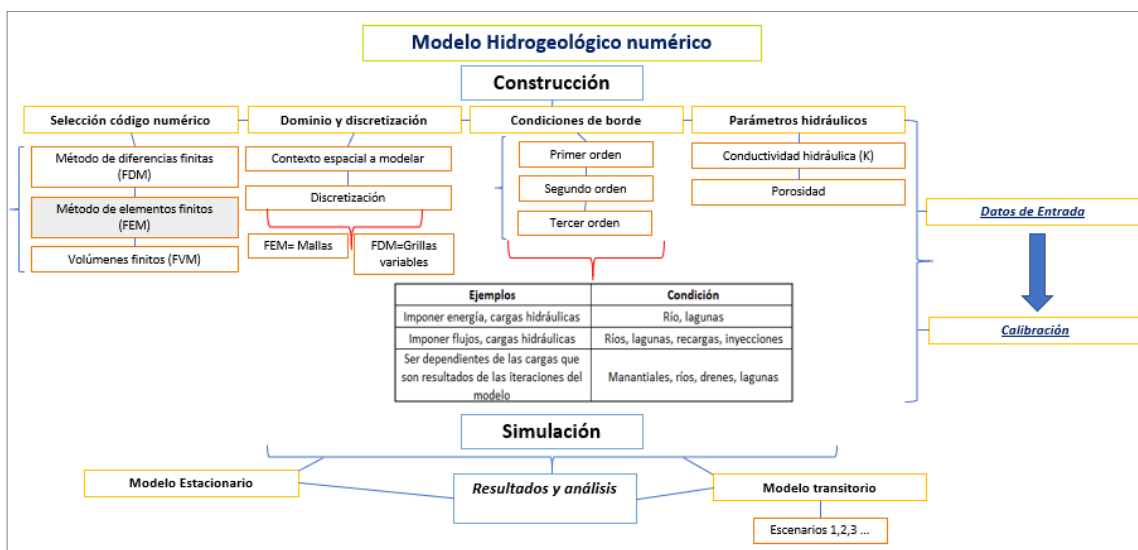 Modelo Hidrogeológico numérico
Construcción
Selección código numérico
Dominio y discretización
Condiciones de borde
Parámetros hidráulicos
Método de diferencias finitas
(FDM)
Método de elementos finitos
(FEM)
Volúmenes finitos (FVM)
Contexto espacial a modelar
Discretización
FEM= Mallas
FDM=Grillas
variables
Primer orden
Segundo orden
Tercer orden
Conductividad hidráulica (K)
Porosidad
Datos de Entrada
Calibración
Ejemplos
Condición
Imponer energía, cargas hidráulicas
Río, lagunas
Imponer flujos, cargas hidráulicas
Ríos, lagunas, recargas, inyecciones
Ser dependientes de las cargas que
son resultados de las iteraciones del
modelo
Manantiales, ríos, drenes, lagunas
Simulación
Modelo Estacionario
Resultados y análisis
Modelo transitorio
Escenarios 1,2,3 ...